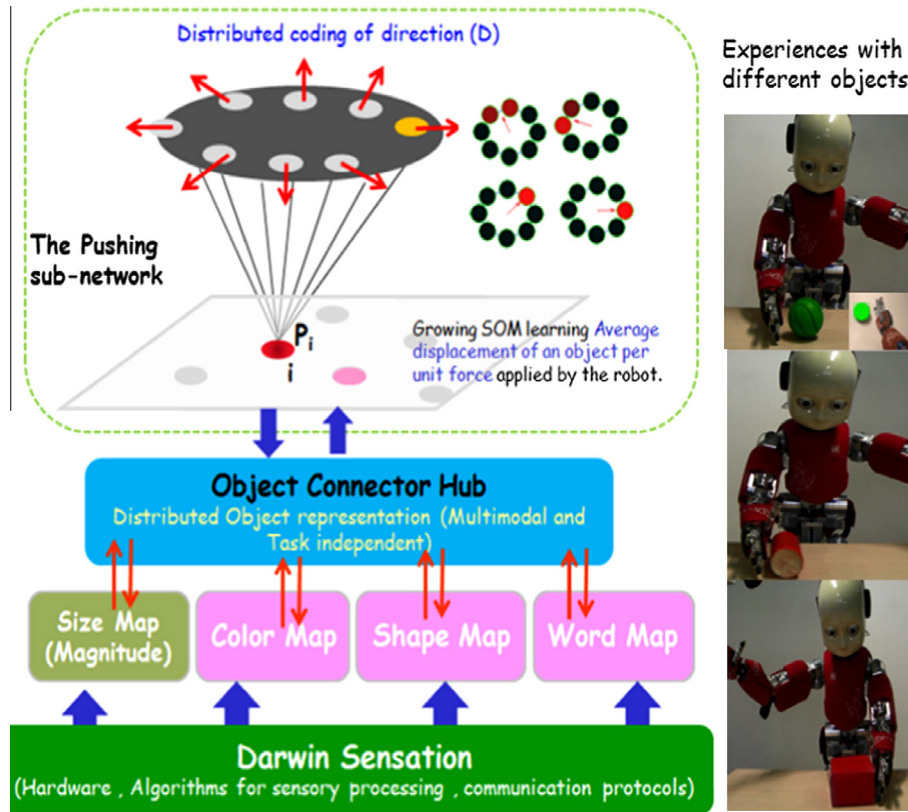 Distributed coding of direction (D)
The Pushing
sub-network
P i
i
Growing SOM learning Average
displacement of an object per
unit force applied by the robot.
Object Connector Hub
Distributed Object representation (Multimodal and
Task independent)
Size Map
(Magnitude)
Color Map
Shape Map
Word Map
Darwin Sensation
(Hardware , Algorithms for sensory processing , communication protocols)
Experiences with
different objects